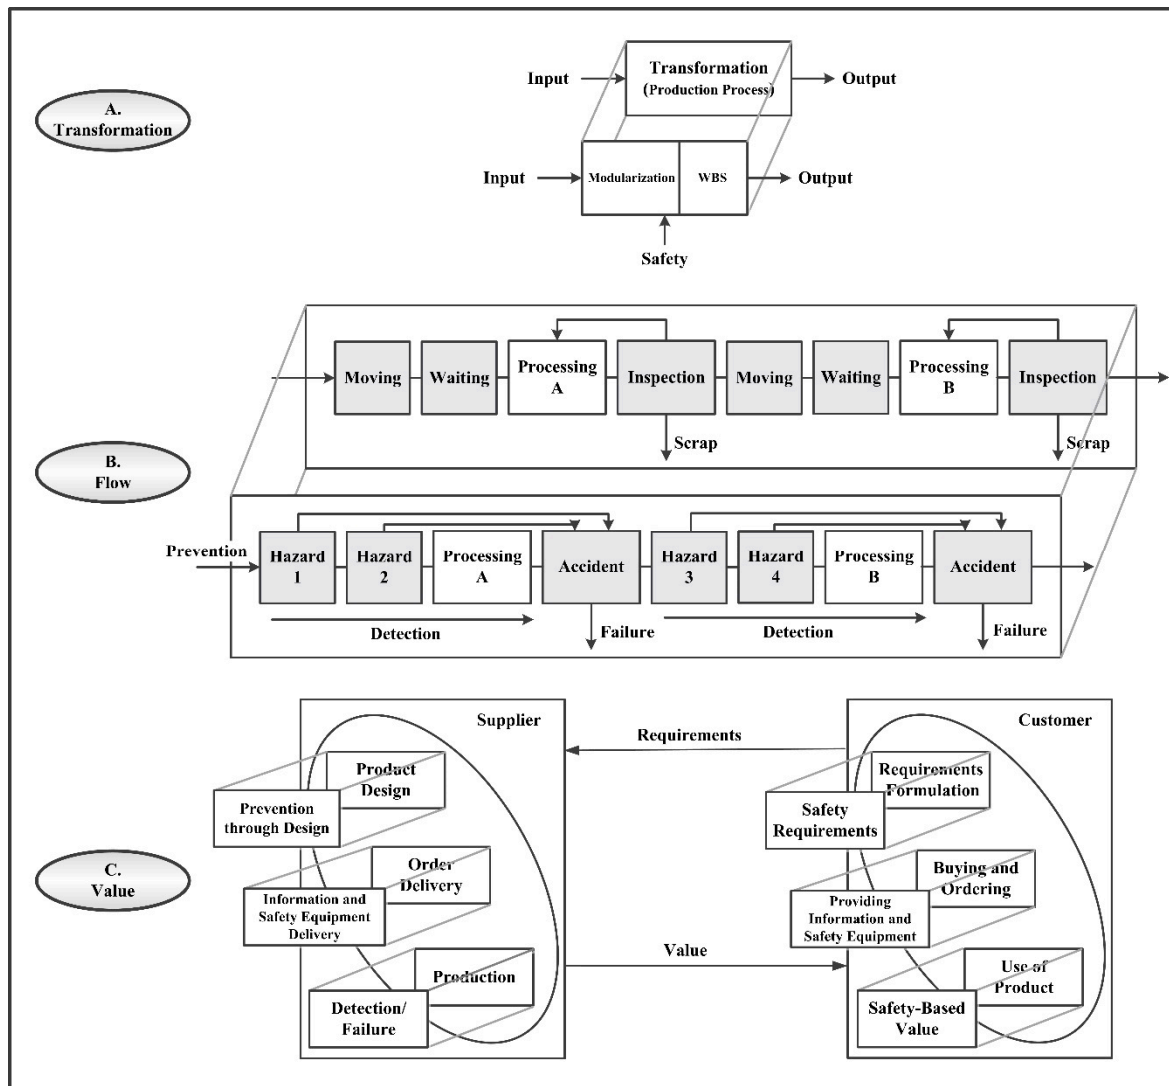 A.
Transformation
Input
Transformation
(Production Process)
Output
Input
Modularization
WBS
Output
Safety
B.
Flow
Moving
Waiting
Processing
A
Inspection
Moving
Waiting
Processing
B
Inspection
Scrap
Scrap
Prevention
Hazard
1
Hazard
2
Processing
A
Accident
Hazard
3
Hazard
4
Processing
B
Accident
Detection
Failure
Detection
Failure
C.
Value
Supplier
Product
Design
Prevention
through Design
Order
Delivery
Information and
Safety Equipment
Delivery
Production
Detection/
Failure
Requirements
Value
Customer
Requirements
Formulation
Safety
Requirements
Buying and
Ordering
Providing
Information and
Safety Equipment
Use of
Product
Safety-Based
Value